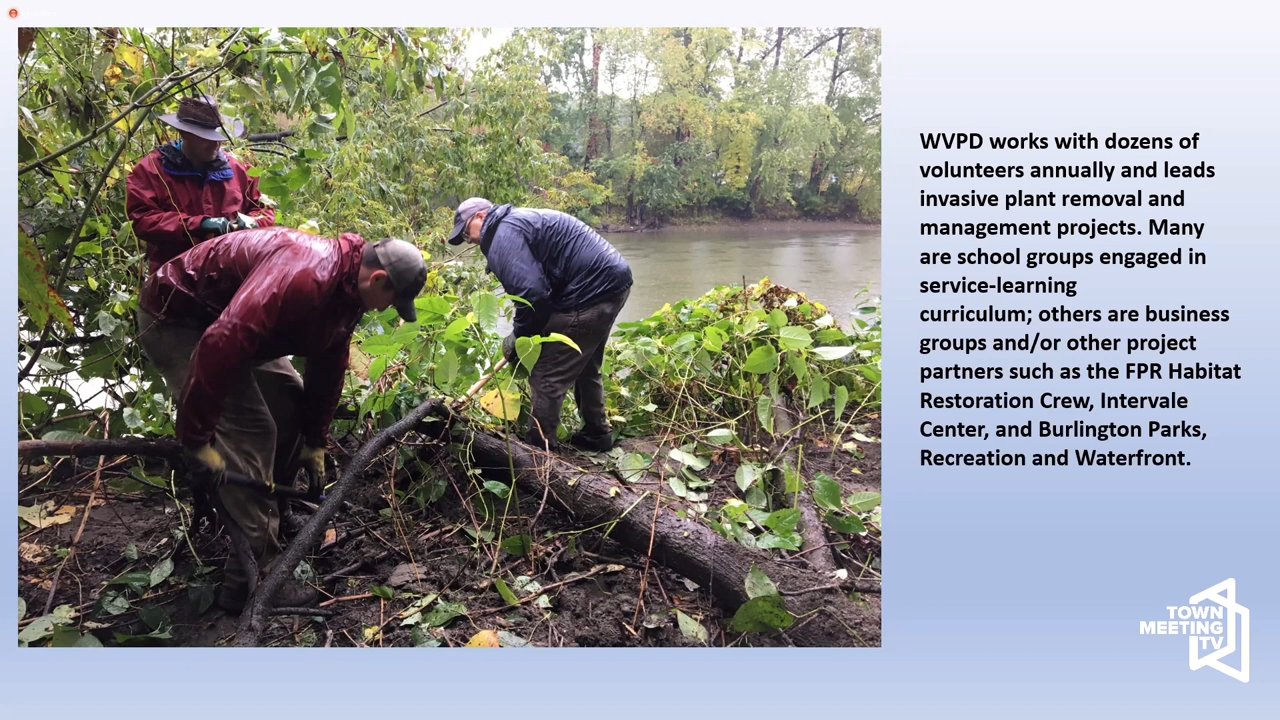 WVPD works with dozens of
volunteers annually and leads
invasive plant removal and
management projects. Many
are school groups engaged in
service-learning
curriculum; others are business
groups and/or other project
partners such as the FPR Habitat
Restoration Crew, Intervale
Center, and Burlington Parks,
Recreation and Waterfront.
TOWN
MEETING
TV